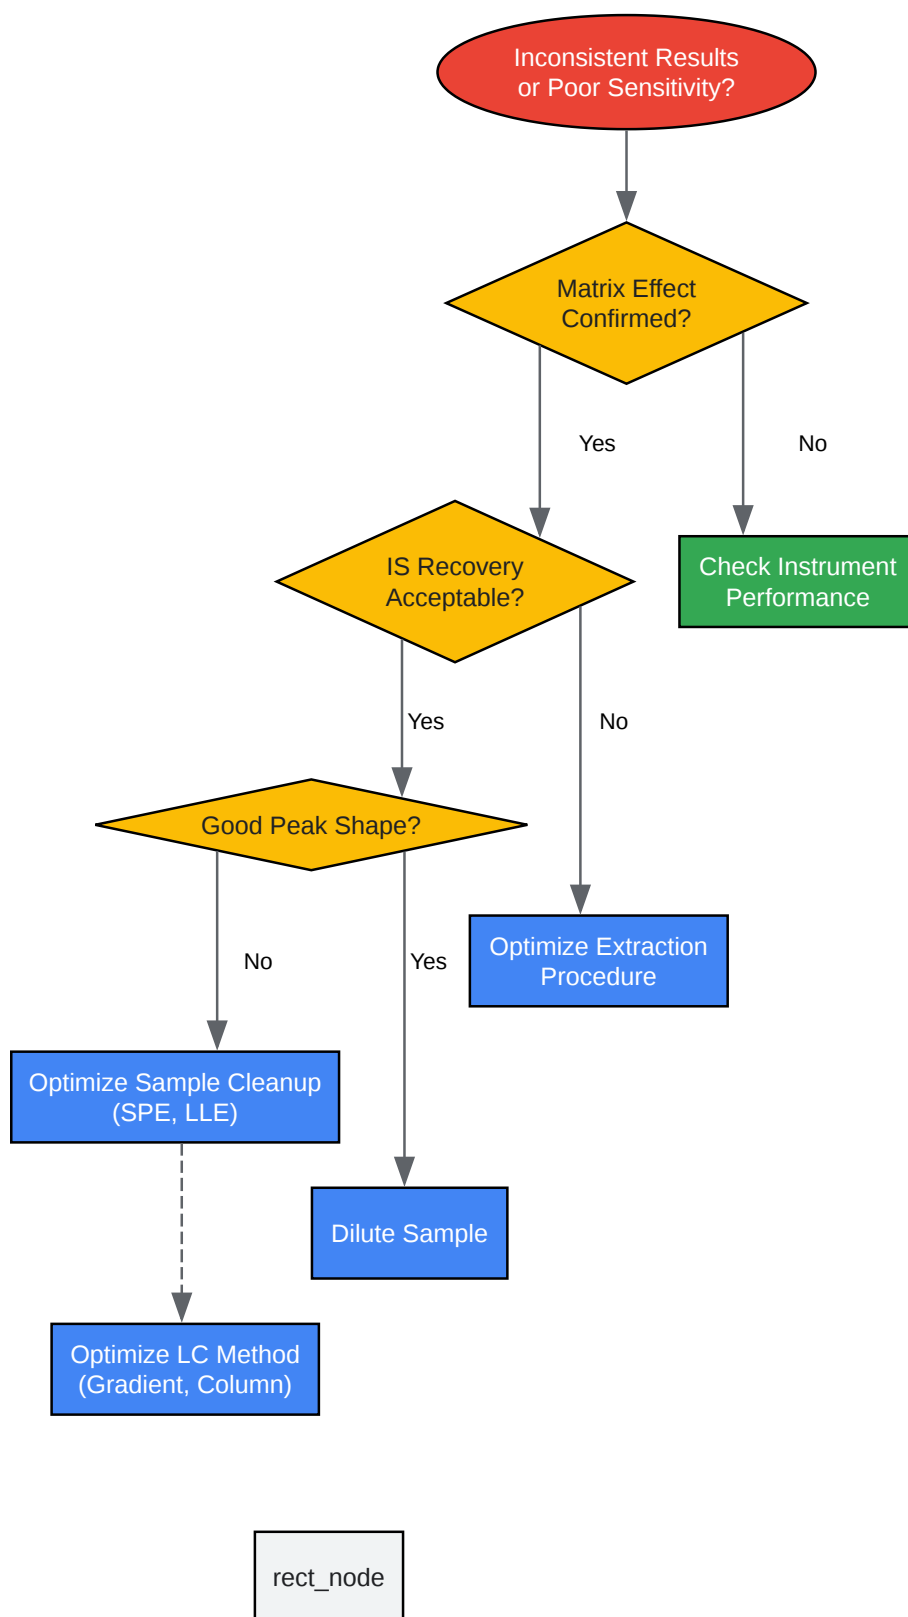 Inconsistent Results
or Poor Sensitivity?
Matrix Effect
Confirmed?
Yes
No
IS Recovery
Acceptable?
Check Instrument
Performance
Yes
No
Good Peak Shape?
No
Yes
Optimize Extraction
Procedure
Optimize Sample Cleanup
(SPE, LLE)
Dilute Sample
Optimize LC Method
(Gradient, Column)
rect_node